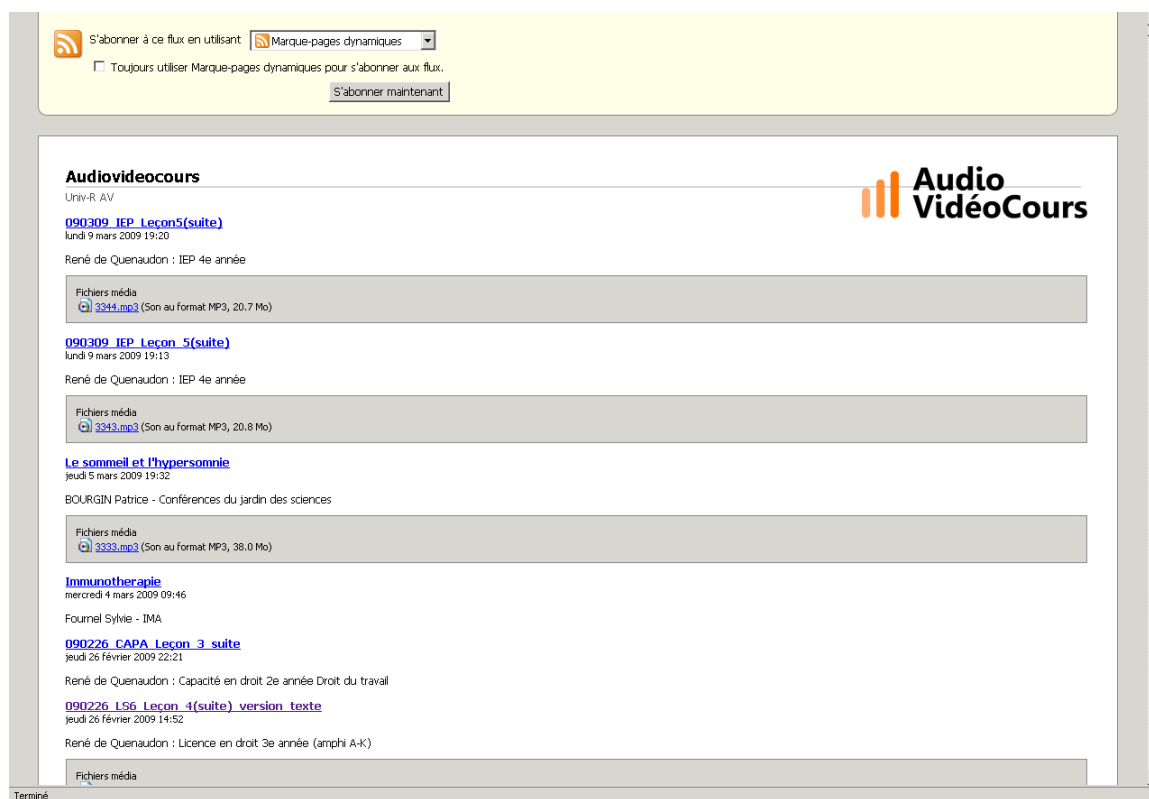 S'abonner à ce flux en utilisant Marque-pages dynamiques
Toujours utiliser Marque-pages dynamiques pour s'abonner aux flux.
S'abonner maintenant
Audiovideocours
Univ-R AV
Audio
VidéoCours
090309_IEP_Leçon5(suite)
lundi 9 mars 2009 19:20
René de Quenaudon : IEP 4e année
Fichiers média
3344.mp3 (Son au format MP3, 20.7 Mo)
090309_IEP_Leçon_5(suite)
lundi 9 mars 2009 19:13
René de Quenaudon : IEP 4e année
Fichiers média
3343.mp3 (Son au format MP3, 20.8 Mo)
Le sommeil et l'hypersomnie
jeudi 5 mars 2009 19:32
BOURGIN Patrice - Conférences du jardin des sciences
Fichiers média
3333.mp3 (Son au format MP3, 38.0 Mo)
Immunotherapie
mercredi 4 mars 2009 09:46
Fournel Sylvie - IMA
090226_CAPA_Leçon_3_suite
jeudi 26 février 2009 22:21
René de Quenaudon : Capacité en droit 2e année Droit du travail
090226_LS6_Leçon_4(suite)_version_texte
jeudi 26 février 2009 14:52
René de Quenaudon : Licence en droit 3e année (amphi A-K)
Fichiers média
Terminé